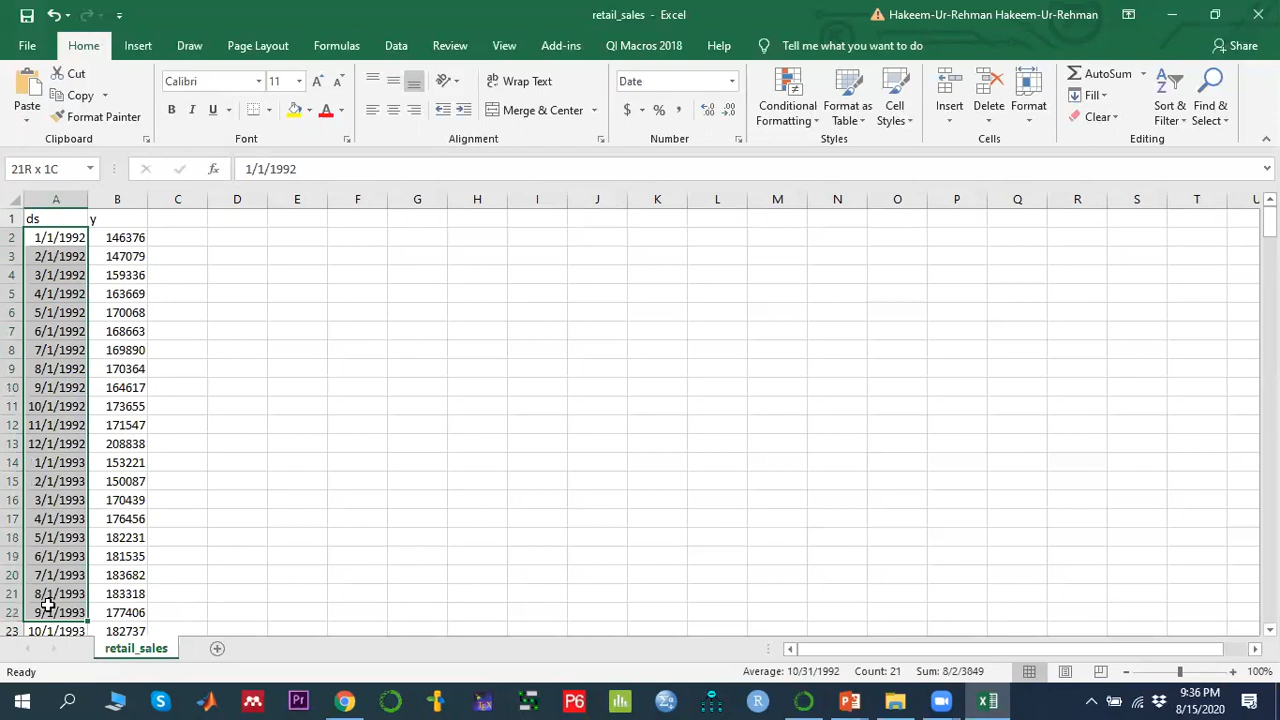 retail_sales - Excel
Hakeem-Ur-Rehman Hakeem-Ur-Rehman
File Home Insert Draw Page Layout Formulas Data Review View Add-ins QI Macros 2018 Help Tell me what you want to do Share
Paste
Cut
Copy
Format Painter
Clipboard
Calibri 11
B I U
Font
Wrap Text
Merge & Center
Alignment
Date
$ % ,
Number
Conditional Formatting
Format as Table
Cell Styles
Styles
Insert
Delete
Format
Cells
AutoSum
Fill
Clear
Sort & Filter
Find & Select
Editing
21R x 1C fx 1/1/1992
A B C D E F G H I J K L M N O P Q R S T U
1 ds y
2 1/1/1992 146376
3 2/1/1992 147079
4 3/1/1992 159336
5 4/1/1992 163669
6 5/1/1992 170068
7 6/1/1992 168663
8 7/1/1992 169890
9 8/1/1992 170364
10 9/1/1992 164617
11 10/1/1992 173655
12 11/1/1992 171547
13 12/1/1992 208838
14 1/1/1993 153221
15 2/1/1993 150087
16 3/1/1993 170439
17 4/1/1993 176456
18 5/1/1993 182231
19 6/1/1993 181535
20 7/1/1993 183682
21 8/1/1993 183318
22 9/1/1993 177406
23 10/1/1993 182737
retail_sales
Ready Average: 10/31/1992 Count: 21 Sum: 8/2/3849 100%
9:36 PM
8/15/2020